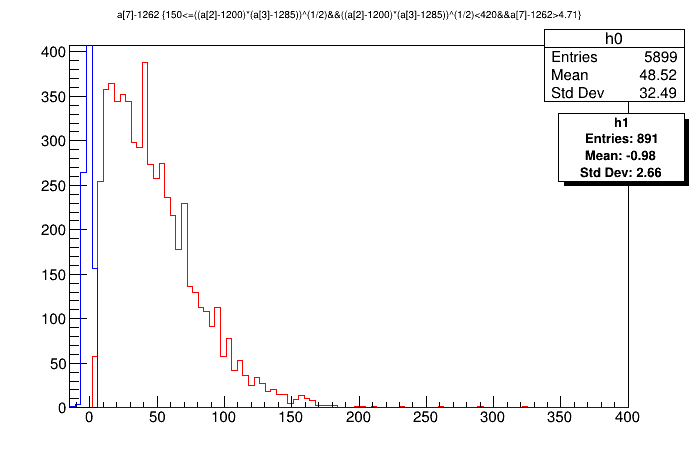 a[7]-1262 {150<=((a[2]-1200)*(a[3]-1285))^(1/2)&&((a[2]-1200)*(a[3]-1285))^(1/2)<420&&a[7]-1262>4.71}
h0
Entries 5899
Mean 48.52
Std Dev 32.49
h1
Entries: 891
Mean: -0.98
Std Dev: 2.66
400
350
300
250
200
150
100
50
0
0 50 100 150 200 250 300 350 400